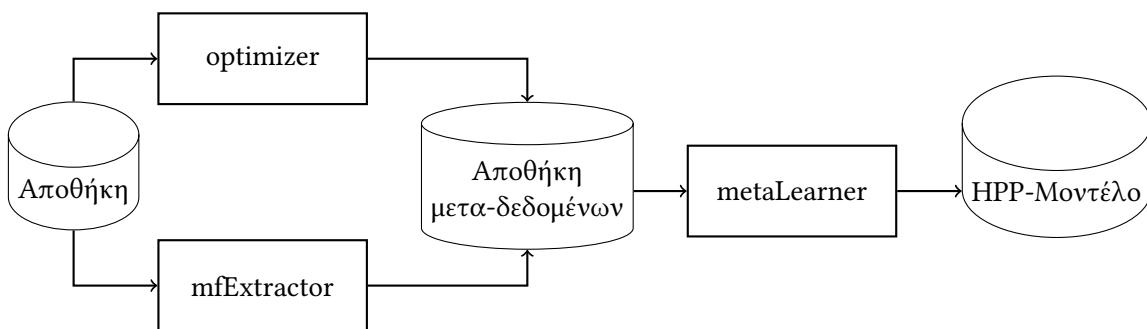 optimizer
Αποθήκη
Αποθήκη
μετα-δεδομένων
metaLearner
HPP-Μοντέλο
mfExtractor